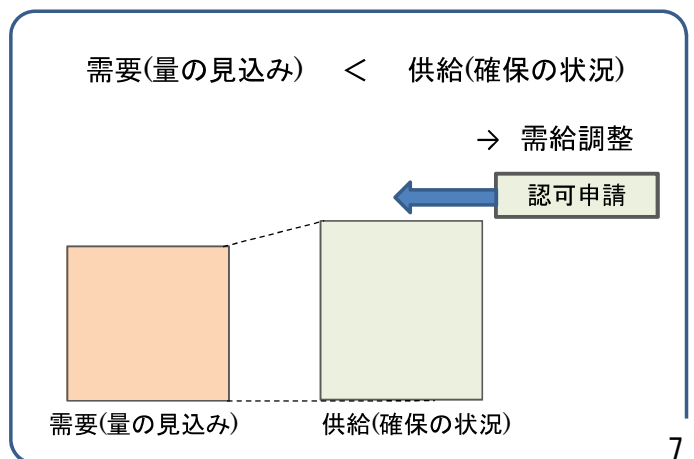 需要(量の見込み) < 供給(確保の状況)
→ 需給調整
認可申請
需要(量の見込み) 供給(確保の状況)
7